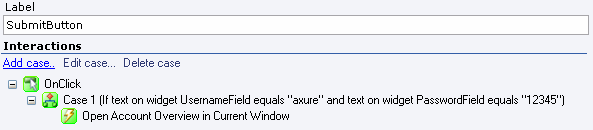 Label
SubmitButton
Interactions
Add case.. Edit case... Delete case
OnClick
Case 1 (If text on widget UsernameField equals "axure" and text on widget PasswordField equals "12345")
Open Account Overview in Current Window